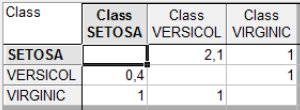 Class Class Class Class
SETOSA VERSICOL VIRGINIC
SETOSA 2,1 1
VERSICOL 0,4 1
VIRGINIC 1 1